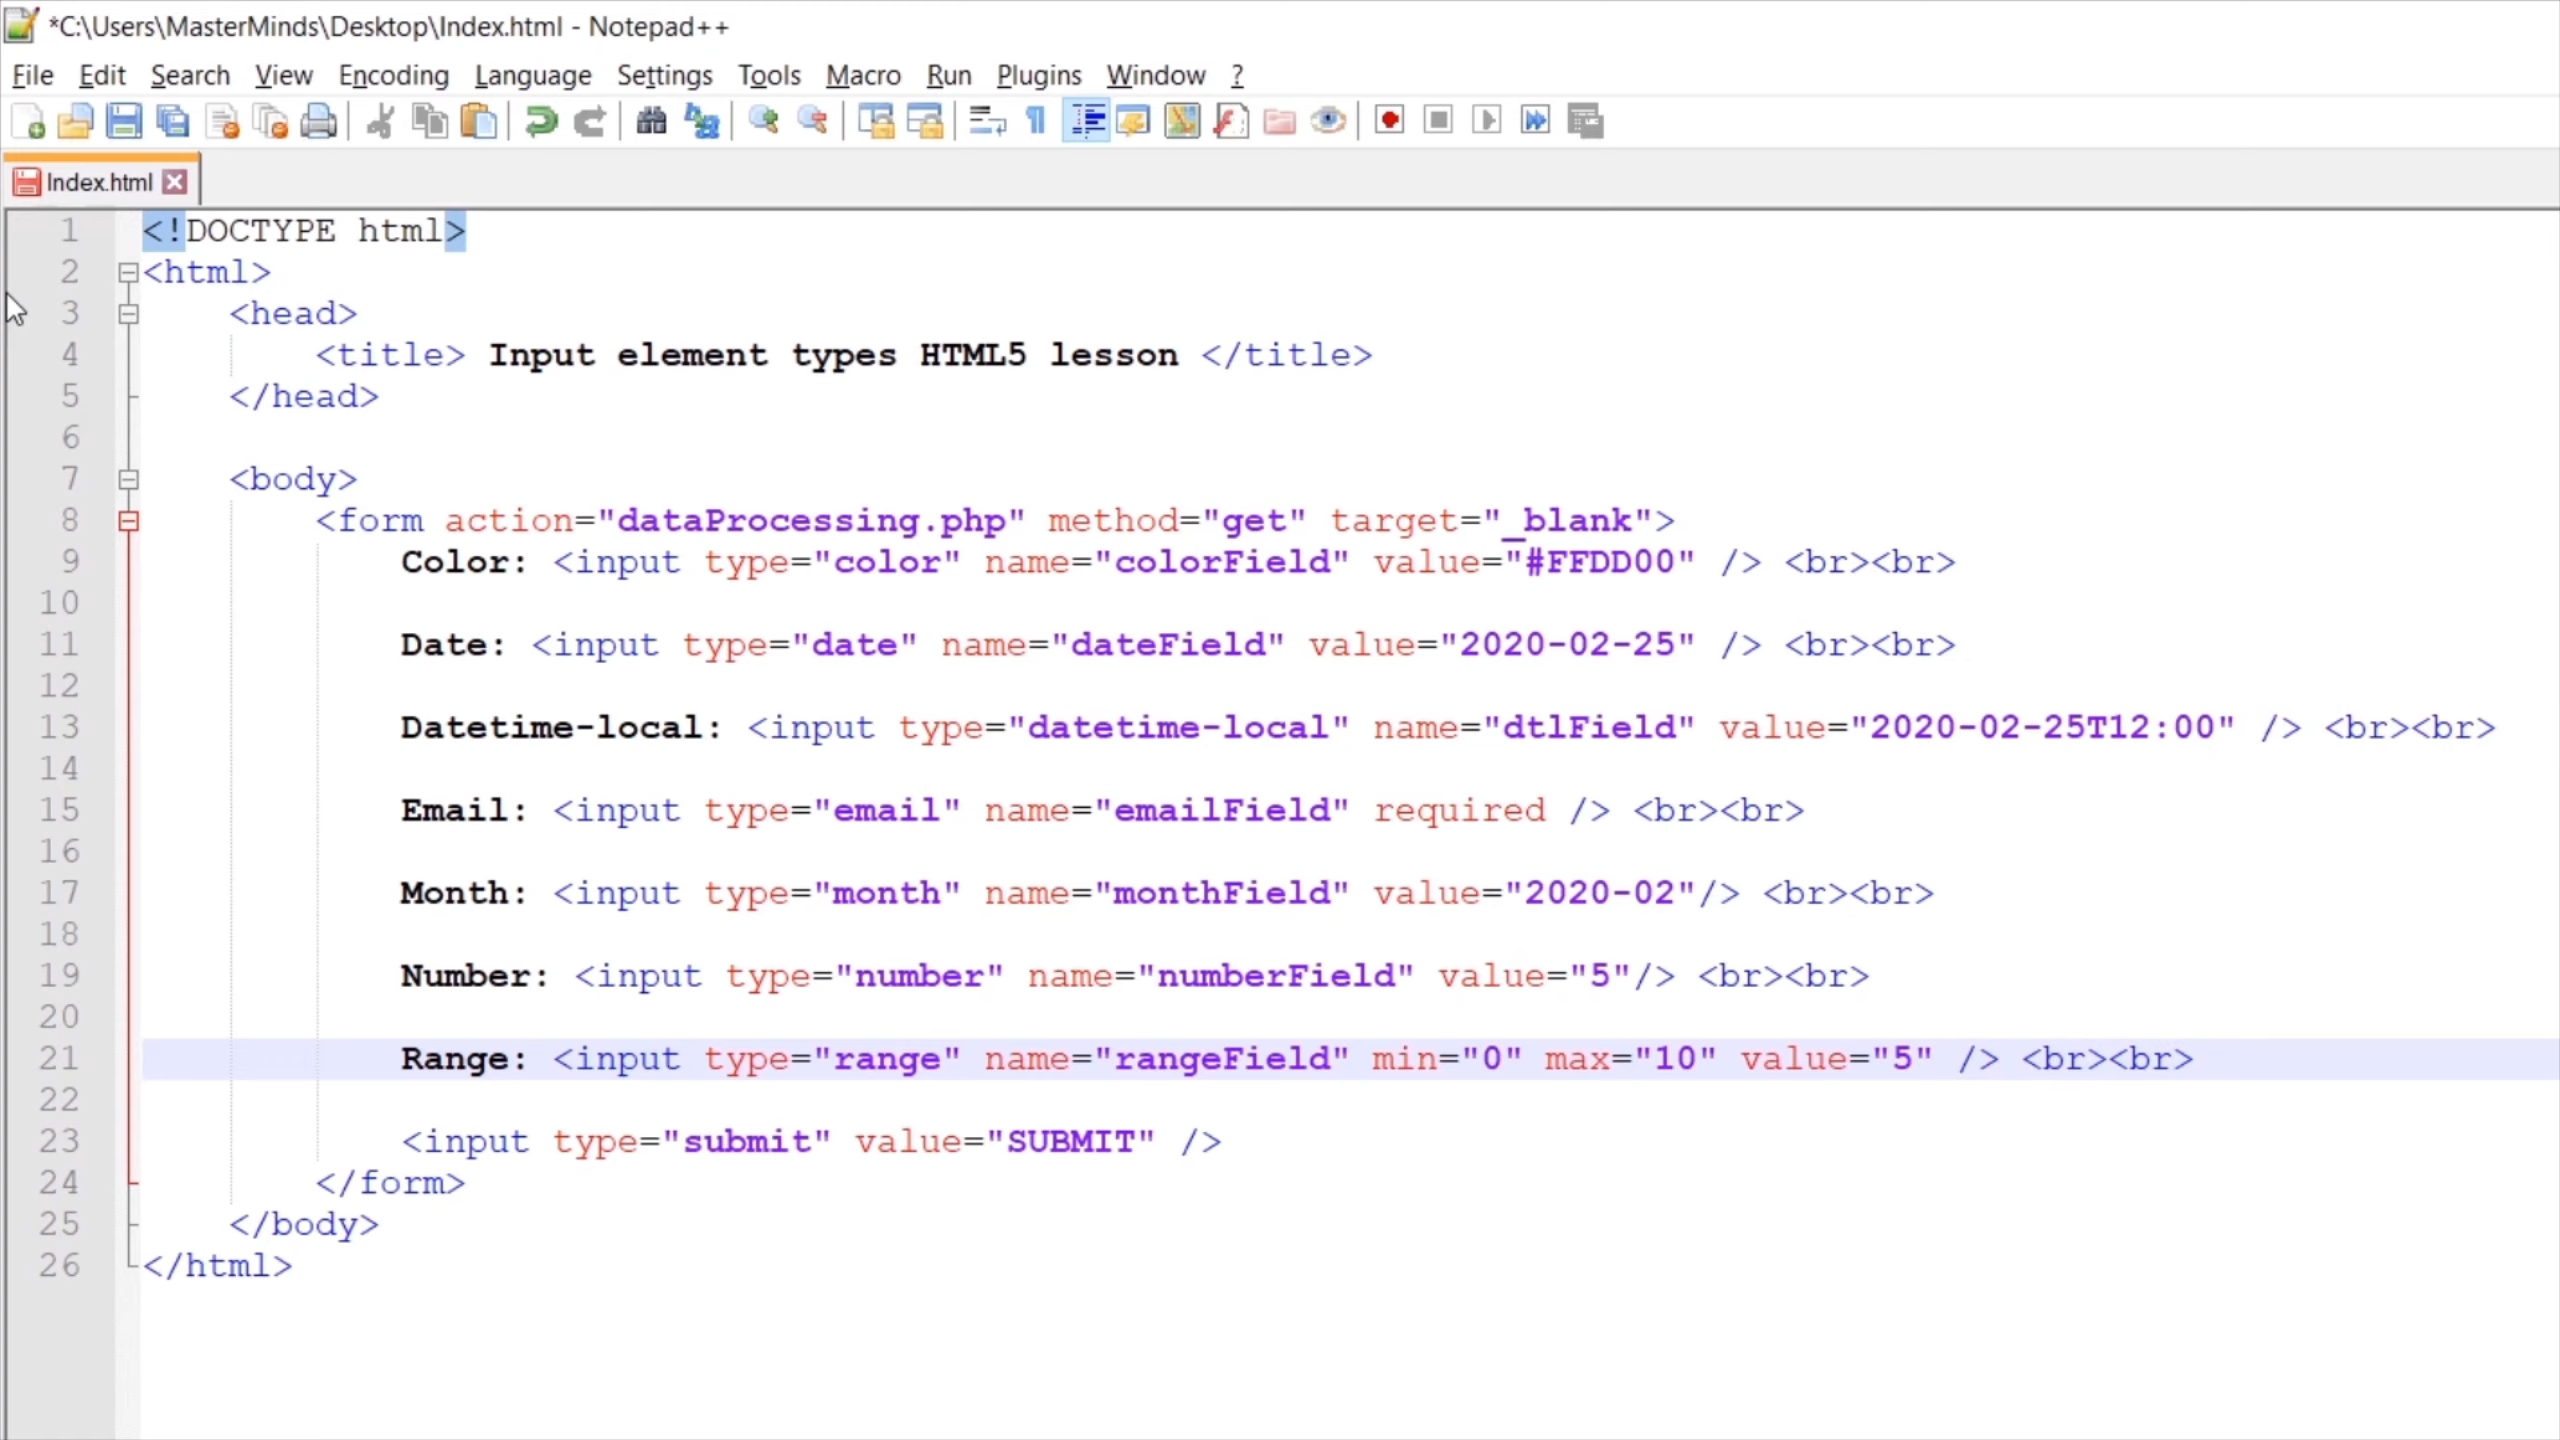 *C:\Users\MasterMinds\Desktop\Index.html - Notepad++
File Edit Search View Encoding Language Settings Tools Macro Run Plugins Window ?
Index.html
1 <!DOCTYPE html>
2 <html>
3 <head>
4 <title> Input element types HTML5 lesson </title>
5 </head>
6
7 <body>
8 <form action="dataProcessing.php" method="get" target="_blank">
9 Color: <input type="color" name="colorField" value="#FFDD00" /> <br><br>
10
11 Date: <input type="date" name="dateField" value="2020-02-25" /> <br><br>
12
13 Datetime-local: <input type="datetime-local" name="dtlField" value="2020-02-25T12:00" /> <br><br>
14
15 Email: <input type="email" name="emailField" required /> <br><br>
16
17 Month: <input type="month" name="monthField" value="2020-02"/> <br><br>
18
19 Number: <input type="number" name="numberField" value="5"/> <br><br>
20
21 Range: <input type="range" name="rangeField" min="0" max="10" value="5" /> <br><br>
22
23 <input type="submit" value="SUBMIT" />
24 </form>
25 </body>
26 </html>